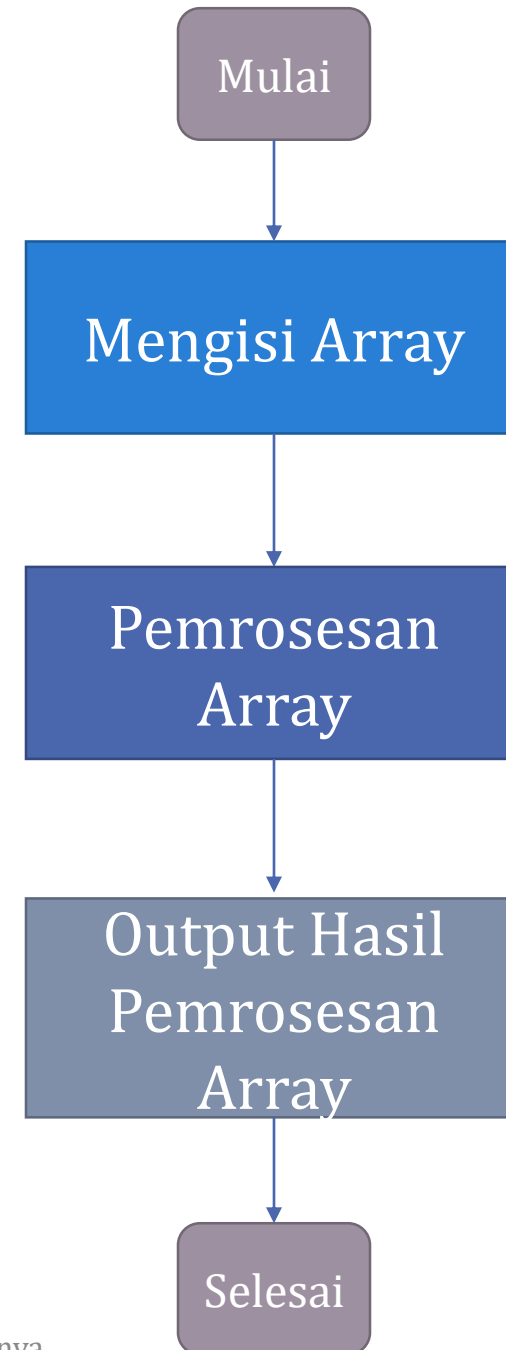 Mulai
Mengisi Array
Pemrosesan
Array
Output Hasil
Pemrosesan
Array
Selesai